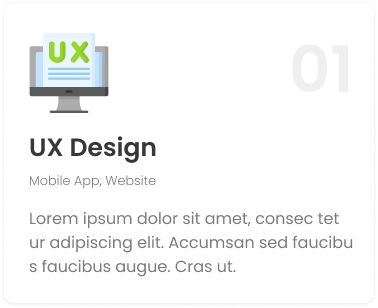 UX
01
UX Design
Mobile App, Website
Lorem ipsum dolor sit amet, consec tet
ur adipiscing elit. Accumsan sed faucibu
s faucibus augue. Cras ut.